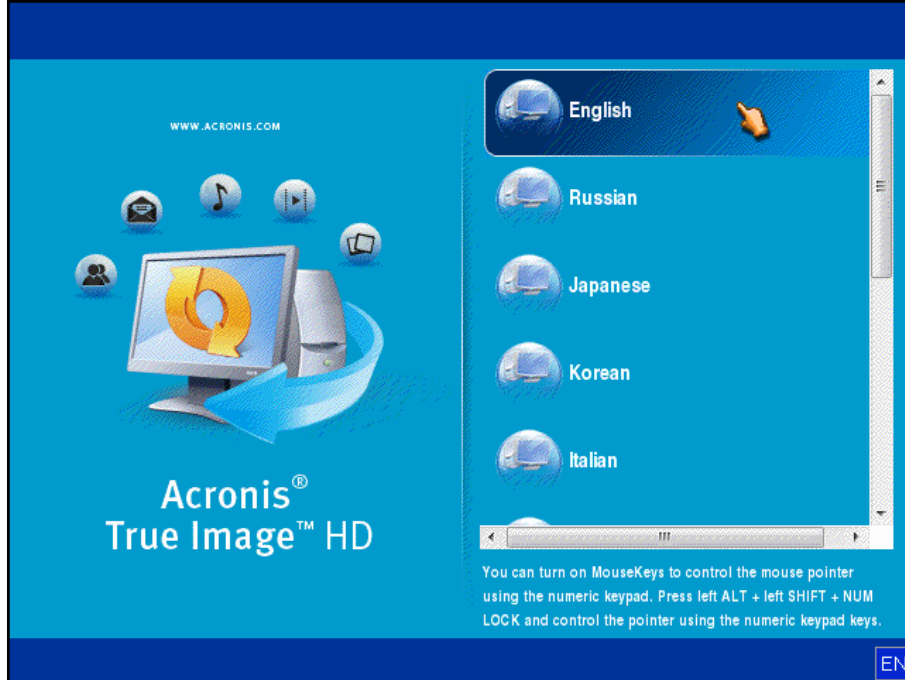 WWW.ACRONIS.COM
Acronis®
True Image™ HD
English
Russian
Japanese
Korean
Italian
You can turn on MouseKeys to control the mouse pointer
using the numeric keypad. Press left ALT + left SHIFT + NUM
LOCK and control the pointer using the numeric keypad keys.
EN